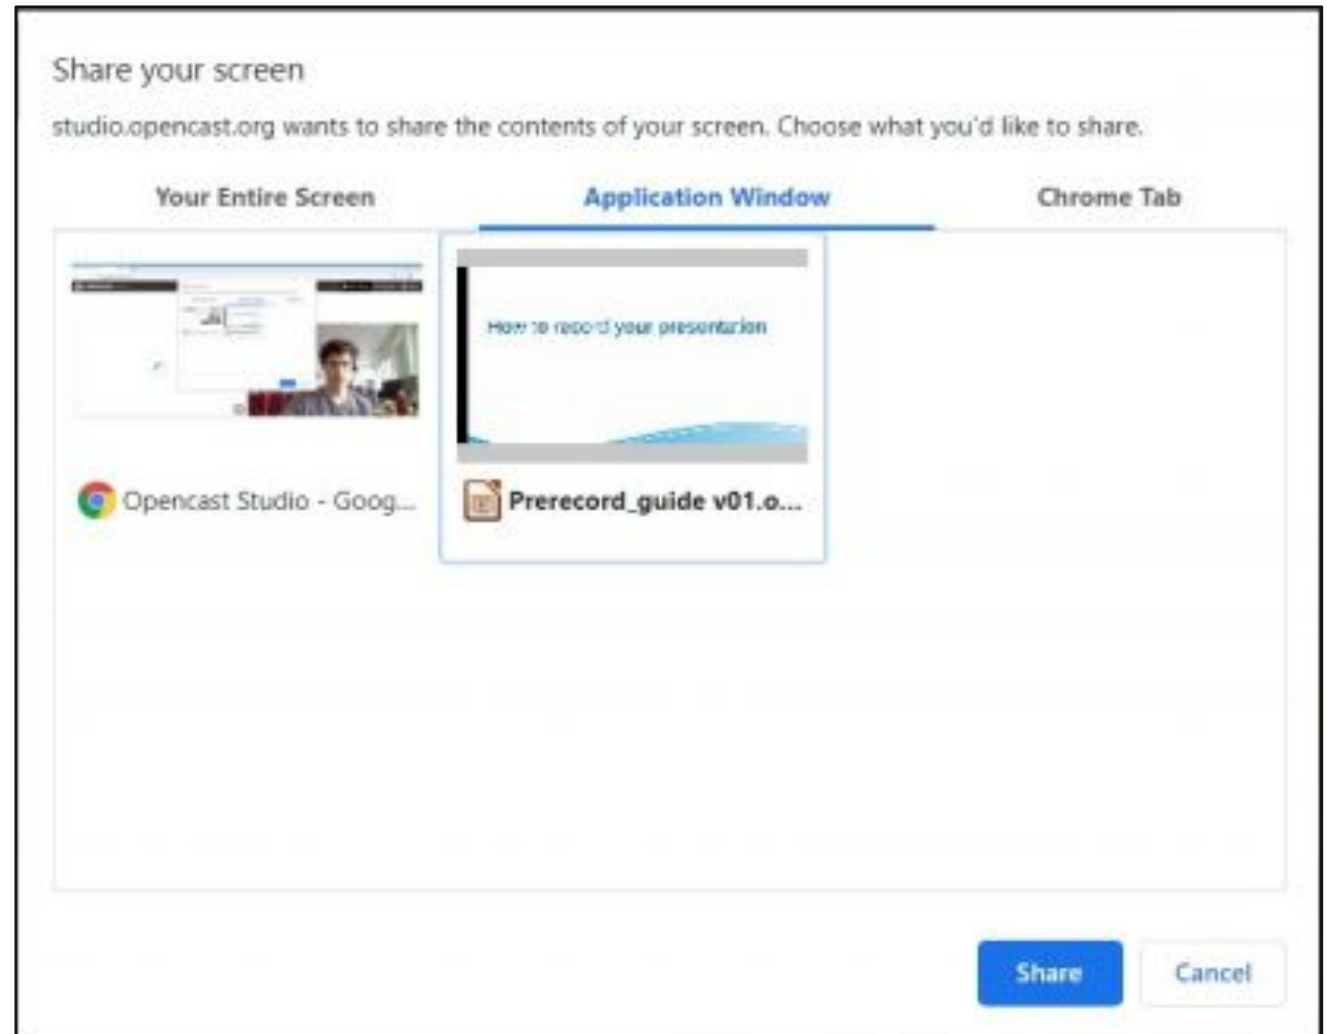 Share your screen
studio.opencast.org wants to share the contents of your screen. Choose what you'd like to share.
Your Entire Screen Application Window Chrome Tab
How to record your presentation
Opencast Studio - Goog... Prerecord_guide v01.o...
Share Cancel